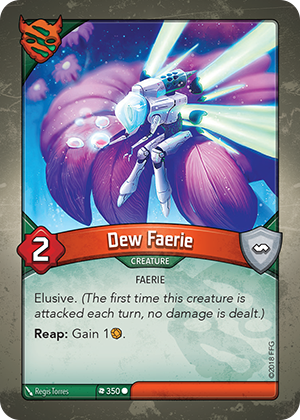 Dew Faerie
2
CREATURE
FAERIE
Elusive. (The first time this creature is
attacked each turn, no damage is dealt.)
Reap: Gain 1.
Regis Torres
350
©2018 FFG